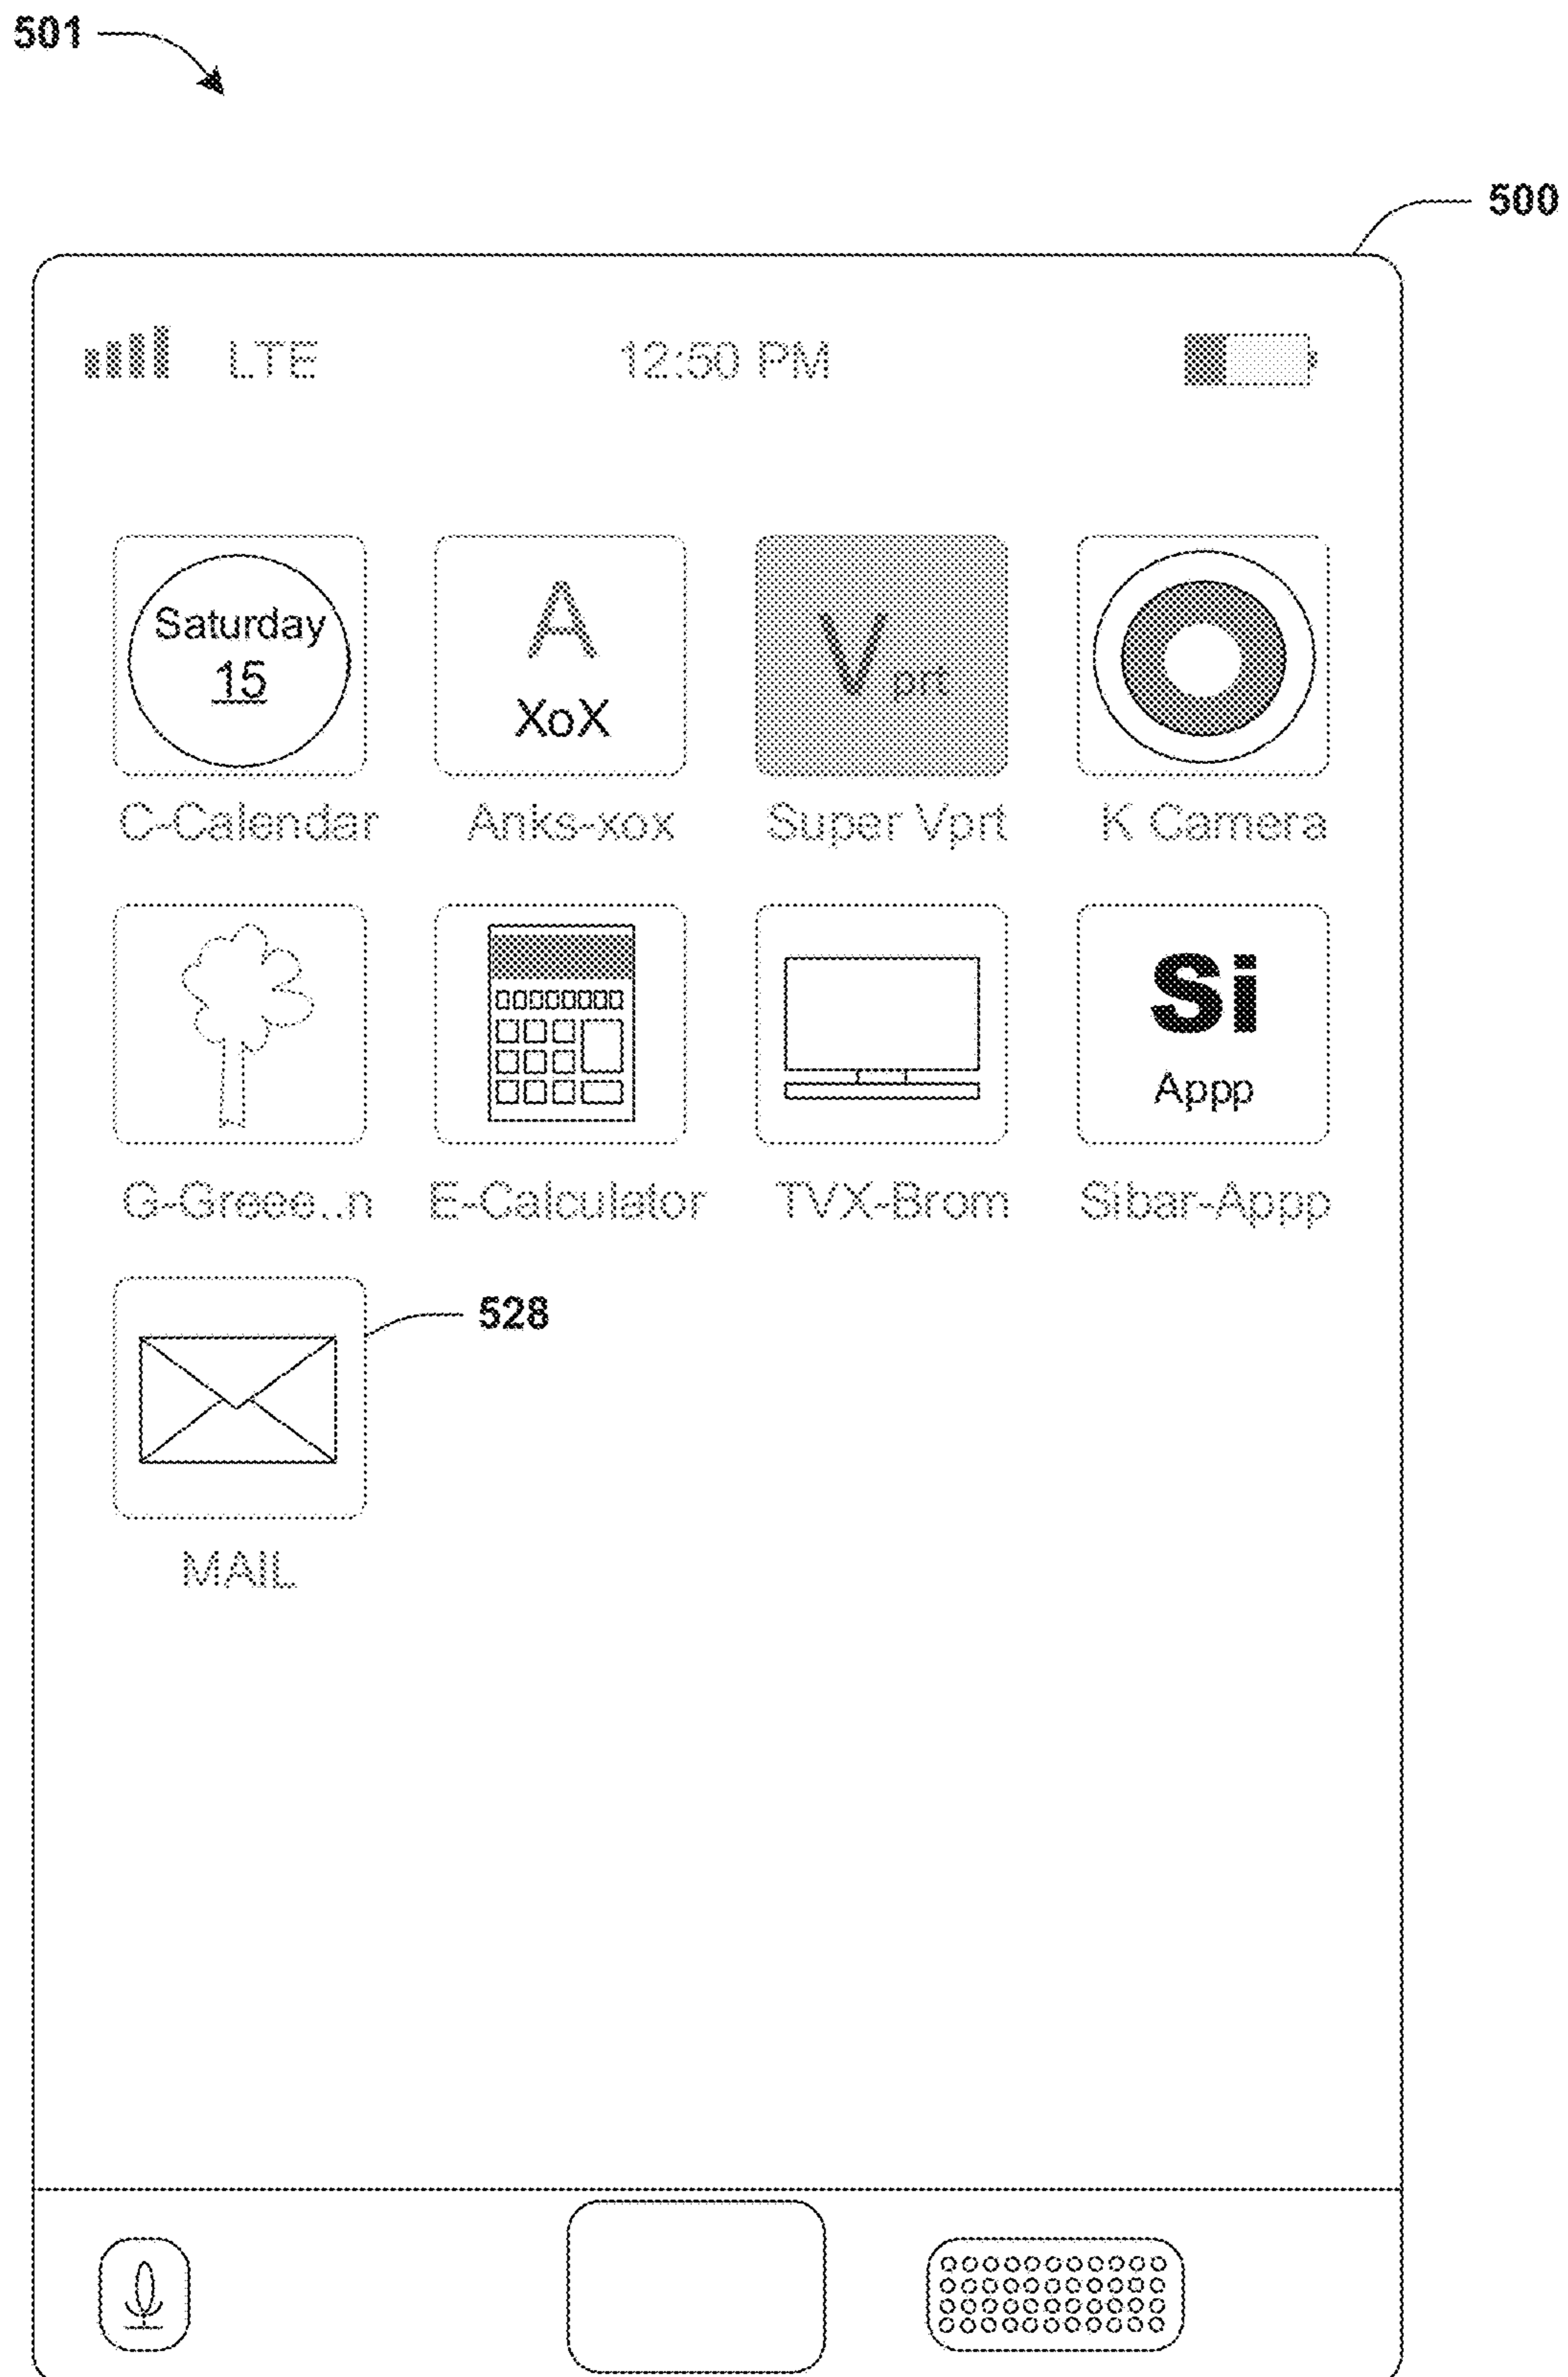 501
500
LTE 12:50 PM
Saturday
15
A
XoX
Vprt
C-Calendar Anks-xox Super Vprt K Camera
Si
Appp
G-Greee..n E-Calculator TVX-Brom Sibar-Appp
528
MAIL